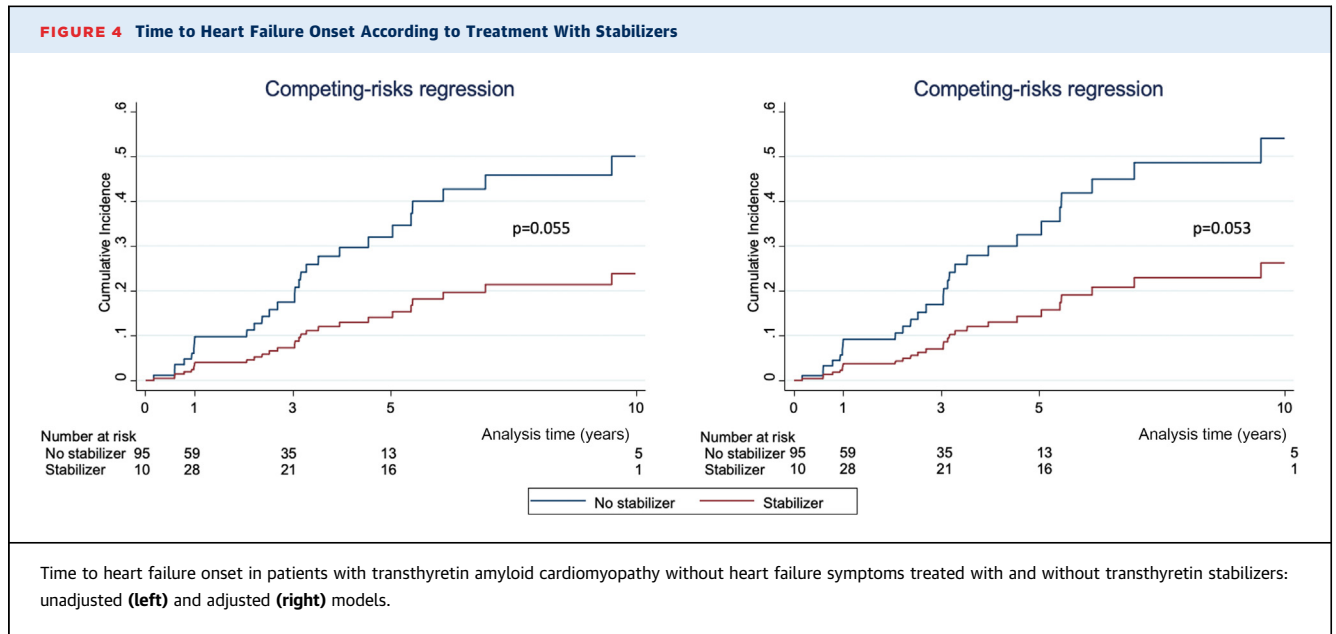 FIGURE 4 Time to Heart Failure Onset According to Treatment With Stabilizers
Competing-risks regression
Cumulative Incidence
.6
.5
.4
.3
.2
.1
0
p=0.055
0 1 3 5 10
Analysis time (years)
Number at risk
No stabilizer 95 59 35 13 5
Stabilizer 10 28 21 16 1
Competing-risks regression
Cumulative Incidence
.6
.5
.4
.3
.2
.1
0
p=0.053
0 1 3 5 10
Analysis time (years)
Number at risk
No stabilizer 95 59 35 13 5
Stabilizer 10 28 21 16 1
No stabilizer Stabilizer
Time to heart failure onset in patients with transthyretin amyloid cardiomyopathy without heart failure symptoms treated with and without transthyretin stabilizers:
unadjusted (left) and adjusted (right) models.